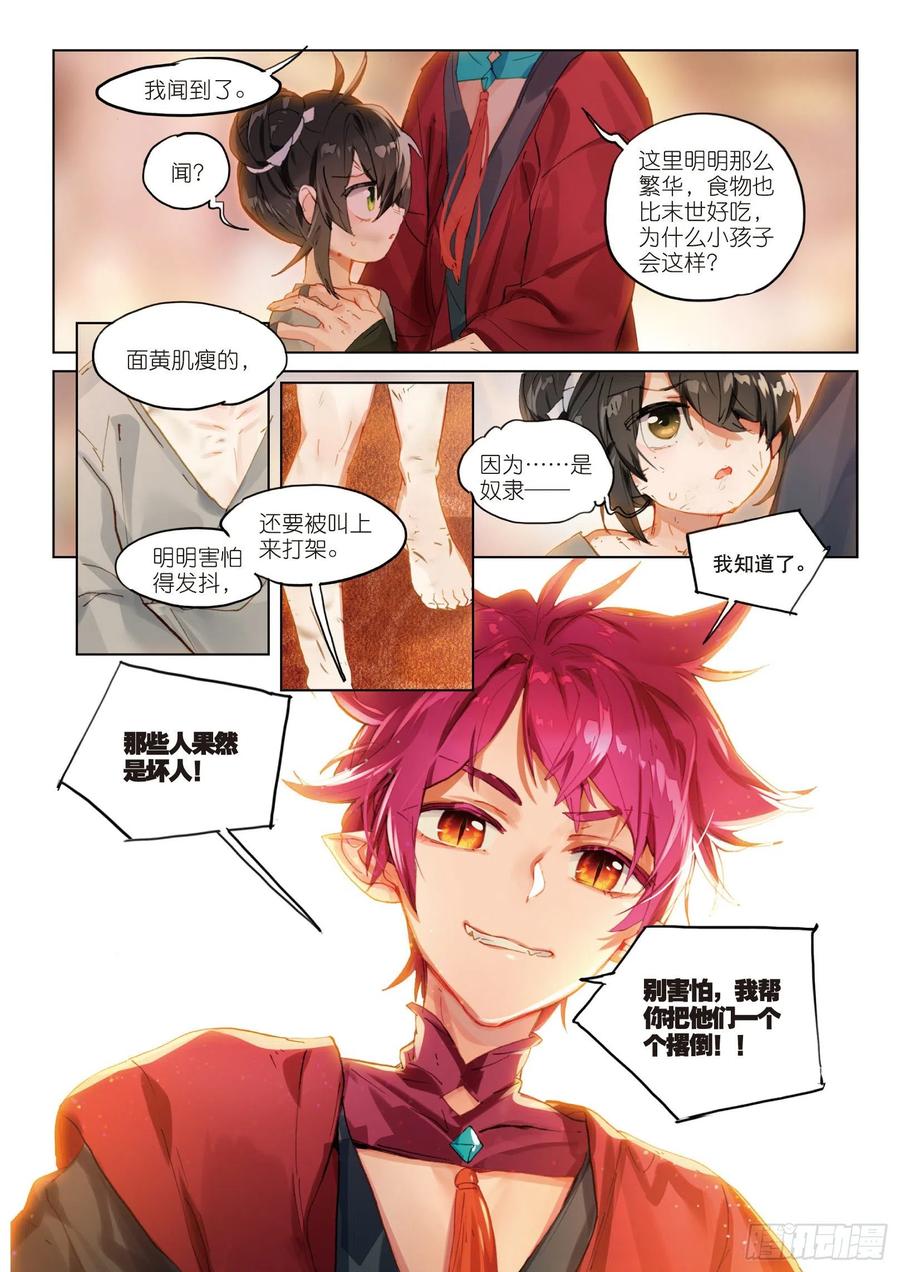 我闻到了。
闻？
这里明明那么
繁华，食物也
比末世好吃，
为什么小孩子
会这样？
面黄肌瘦的，
明明害怕
得发抖，
还要被叫上
来打架。
因为……是
奴隶——
我知道了。
那些人果然
是坏人！
别害怕，我帮
你把他们一个
个撂倒！！
腾讯动漫